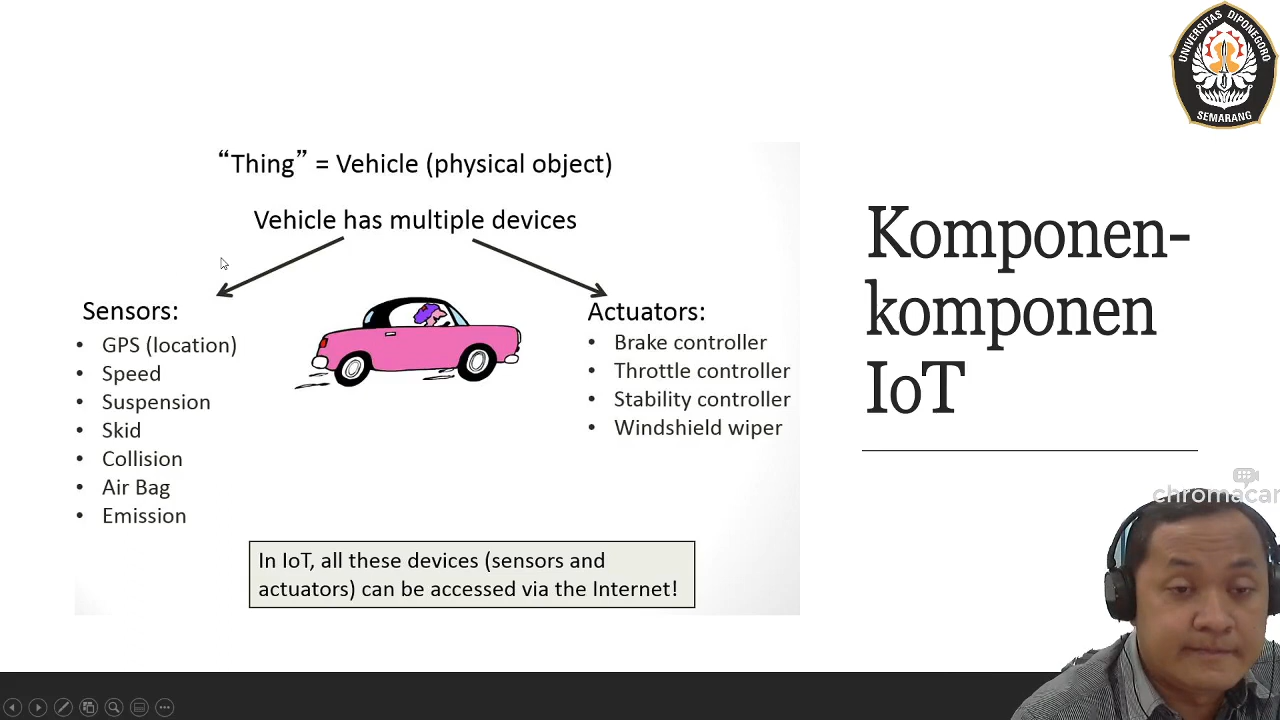 “Thing” = Vehicle (physical object)
Vehicle has multiple devices
Sensors:
• GPS (location)
• Speed
• Suspension
• Skid
• Collision
• Air Bag
• Emission
Actuators:
• Brake controller
• Throttle controller
• Stability controller
• Windshield wiper
In IoT, all these devices (sensors and
actuators) can be accessed via the Internet!
Komponen-
komponen
IoT
UNIVERSITAS DIPONEGORO
SEMARANG
chromacam